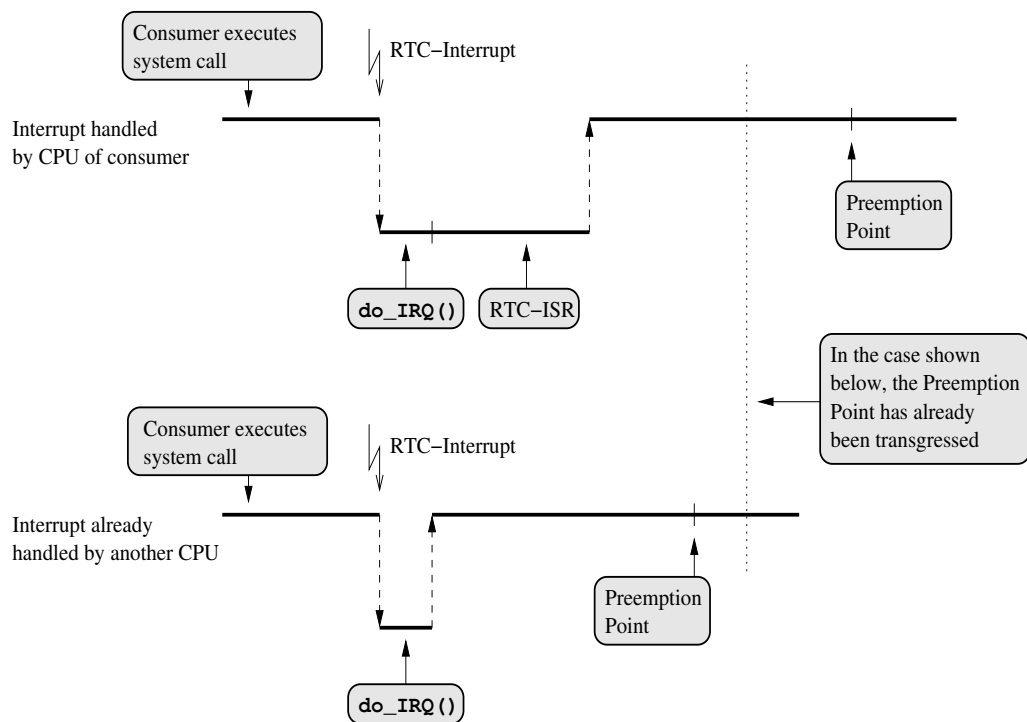 Consumer executes
system call
RTC−Interrupt
Interrupt handled
by CPU of consumer
Preemption
Point
do_IRQ()
RTC−ISR
In the case shown
below, the Preemption
Point has already
been transgressed
Consumer executes
system call
RTC−Interrupt
Interrupt already
handled by another CPU
Preemption
Point
do_IRQ()